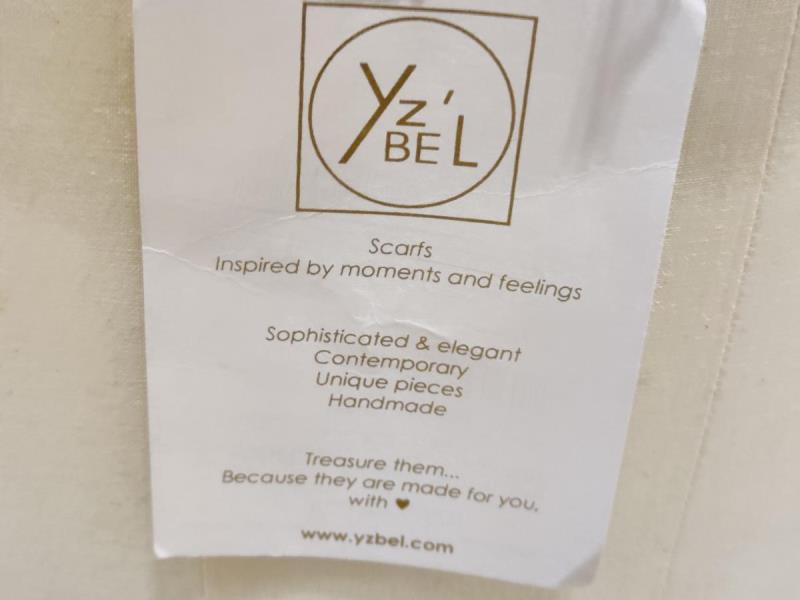 Yz'
BEL
Scarfs
Inspired by moments and feelings
Sophisticated & elegant
Contemporary
Unique pieces
Handmade
Treasure them...
Because they are made for you,
with ♥
www.yzbel.com